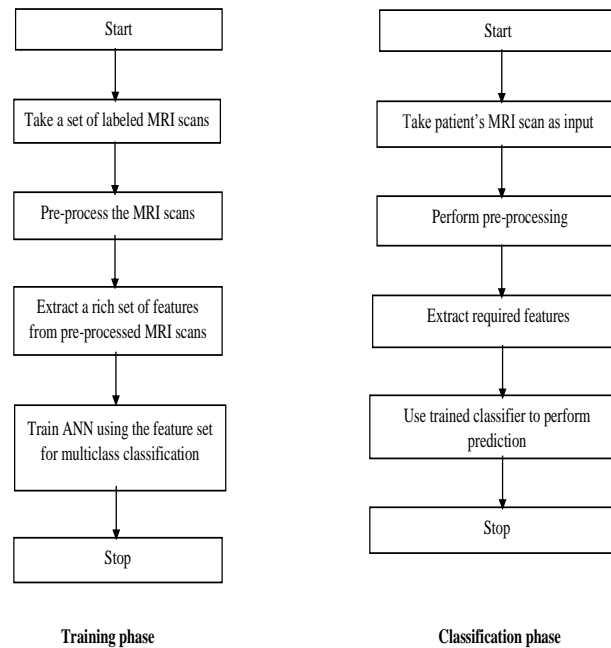 Start
Take a set of labeled MRI scans
Pre-process the MRI scans
Extract a rich set of features
from pre-processed MRI scans
Train ANN using the feature set
for multiclass classification
Stop
Training phase
Start
Take patient's MRI scan as input
Perform pre-processing
Extract required features
Use trained classifier to perform
prediction
Stop
Classification phase